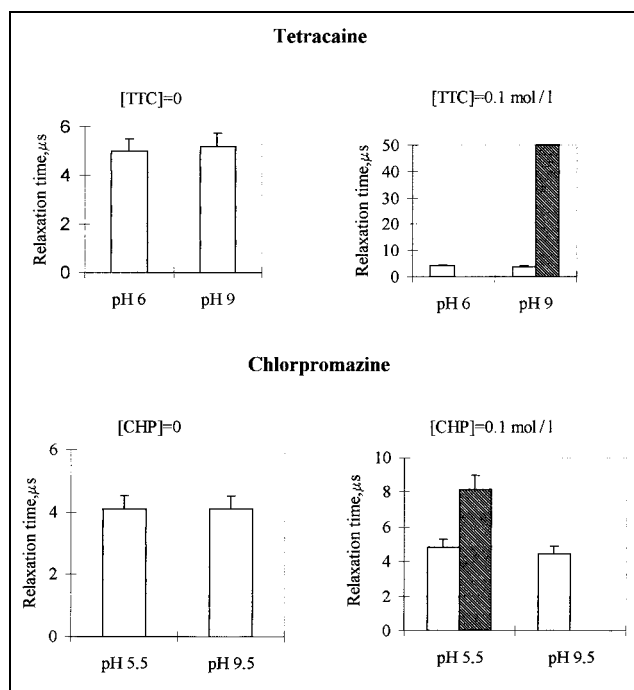 Tetracaine
[TTC]=0
Relaxation time,μs
6
4
2
0
pH 6
pH 9
[TTC]=0.1 mol / l
Relaxation time,μs
50
40
30
20
10
0
pH 6
pH 9
Chlorpromazine
[CHP]=0
Relaxation time,μs
6
4
2
0
pH 5.5
pH 9.5
[CHP]=0.1 mol / l
Relaxation time,μs
10
8
6
4
2
0
pH 5.5
pH 9.5